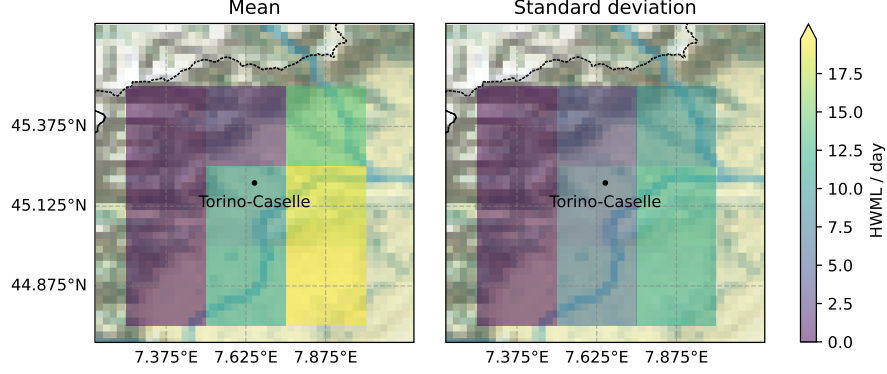 Mean
Standard deviation
45.375°N
45.125°N
44.875°N
Torino-Caselle
Torino-Caselle
7.375°E 7.625°E 7.875°E
7.375°E 7.625°E 7.875°E
17.5
15.0
12.5
10.0
7.5
5.0
2.5
0.0
HWML / day